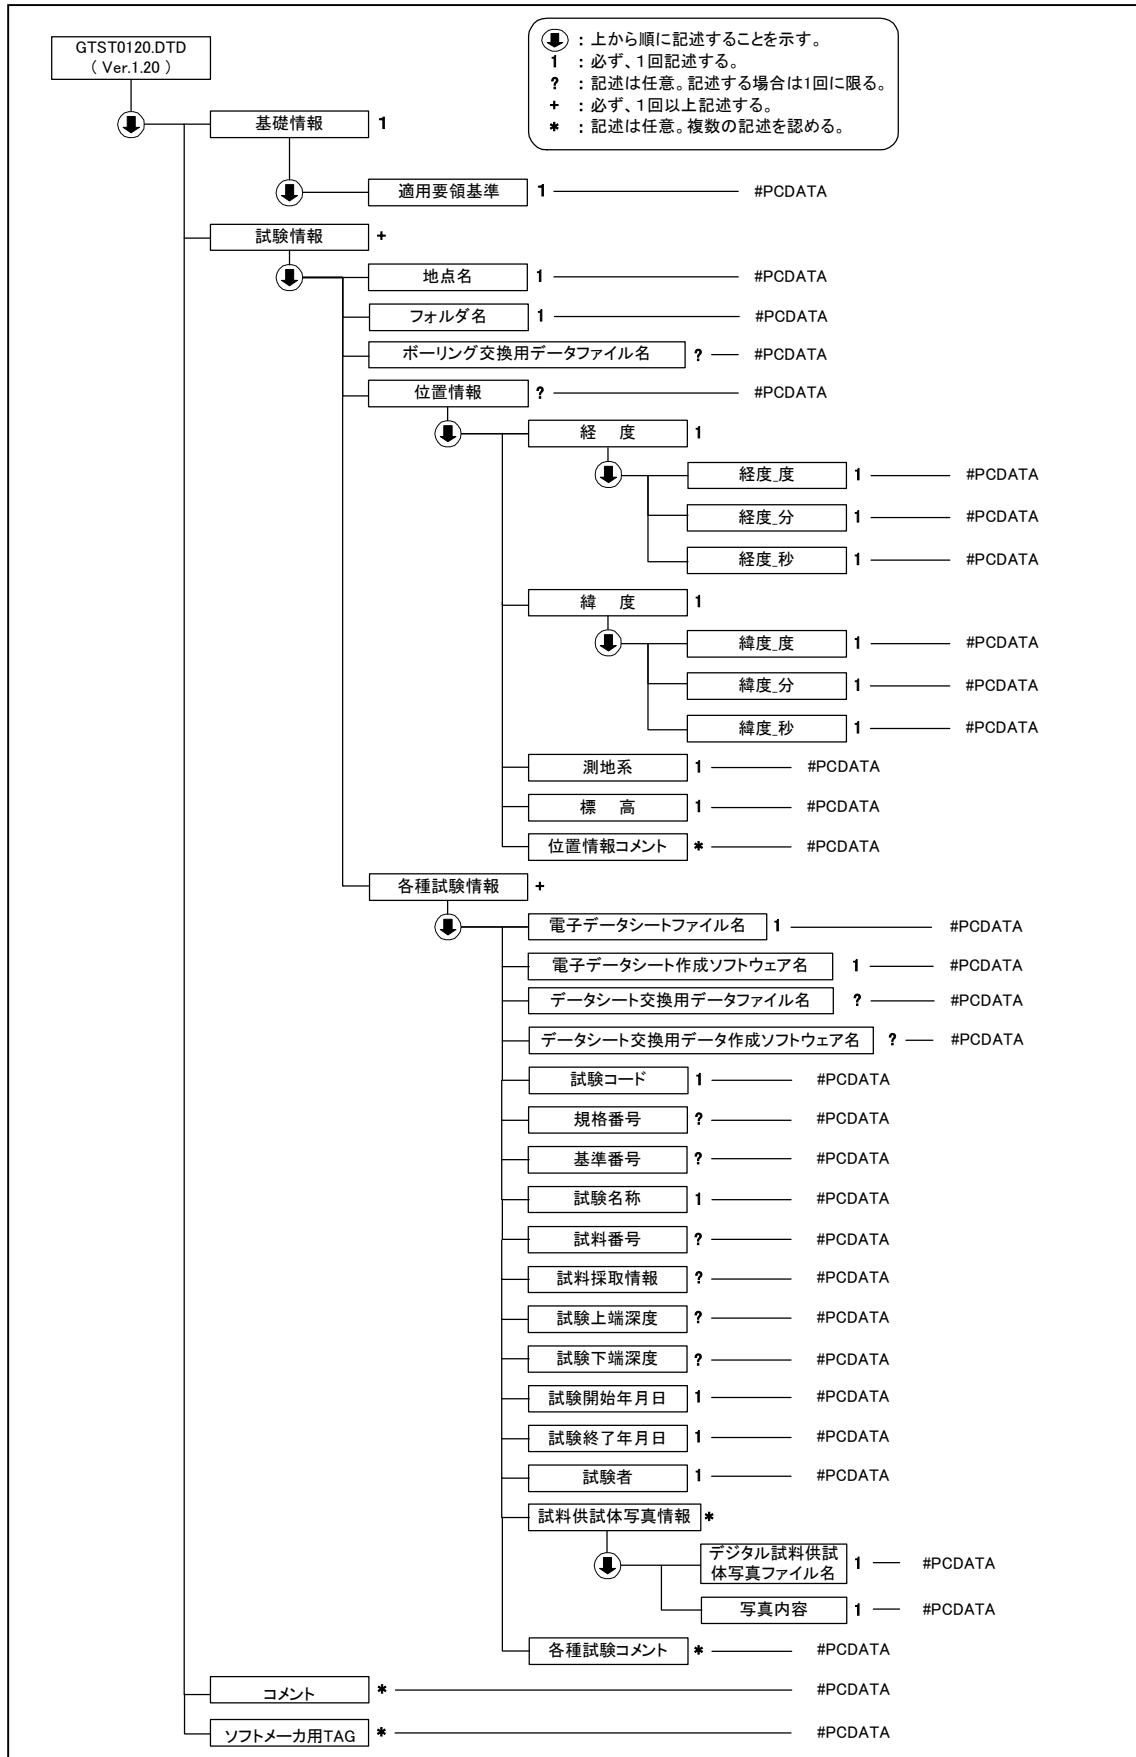 GTST0120.DTD
( Ver.1.20 )
: 上から順に記述することを示す。
1 : 必ず、1回記述する。
? : 記述は任意。記述する場合は1回に限る。
+ : 必ず、1回以上記述する。
* : 記述は任意。複数の記述を認める。
基礎情報 1
適用要領基準 1 #PCDATA
試験情報 +
地点名 1 #PCDATA
フォルダ名 1 #PCDATA
ボーリング交換用データファイル名 ? #PCDATA
位置情報 ? #PCDATA
経 度 1
経度_度 1 #PCDATA
経度_分 1 #PCDATA
経度_秒 1 #PCDATA
緯 度 1
緯度_度 1 #PCDATA
緯度_分 1 #PCDATA
緯度_秒 1 #PCDATA
測地系 1 #PCDATA
標 高 1 #PCDATA
位置情報コメント * #PCDATA
各種試験情報 +
電子データシートファイル名 1 #PCDATA
電子データシート作成ソフトウェア名 1 #PCDATA
データシート交換用データファイル名 ? #PCDATA
データシート交換用データ作成ソフトウェア名 ? #PCDATA
試験コード 1 #PCDATA
規格番号 ? #PCDATA
基準番号 ? #PCDATA
試験名称 1 #PCDATA
試料番号 ? #PCDATA
試料採取情報 ? #PCDATA
試験上端深度 ? #PCDATA
試験下端深度 ? #PCDATA
試験開始年月日 1 #PCDATA
試験終了年月日 1 #PCDATA
試験者 1 #PCDATA
試料供試体写真情報 *
デジタル試料供試
体写真ファイル名 1 #PCDATA
写真内容 1 #PCDATA
各種試験コメント * #PCDATA
コメント * #PCDATA
ソフトメーカ用TAG * #PCDATA